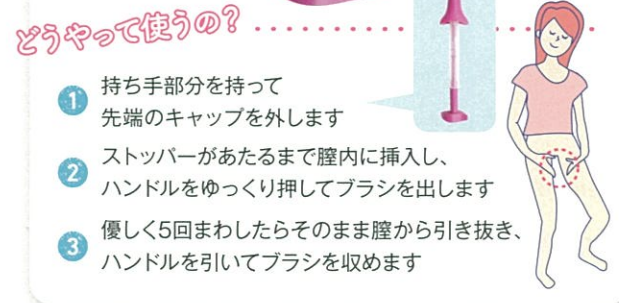 どうやって使うの?
1 持ち手部分を持って
先端のキャップを外します
2 ストッパーがあたるまで膣内に挿入し、
ハンドルをゆっくり押してブラシを出します
3 優しく5回まわしたらそのまま膣から引き抜き、
ハンドルを引いてブラシを収めます